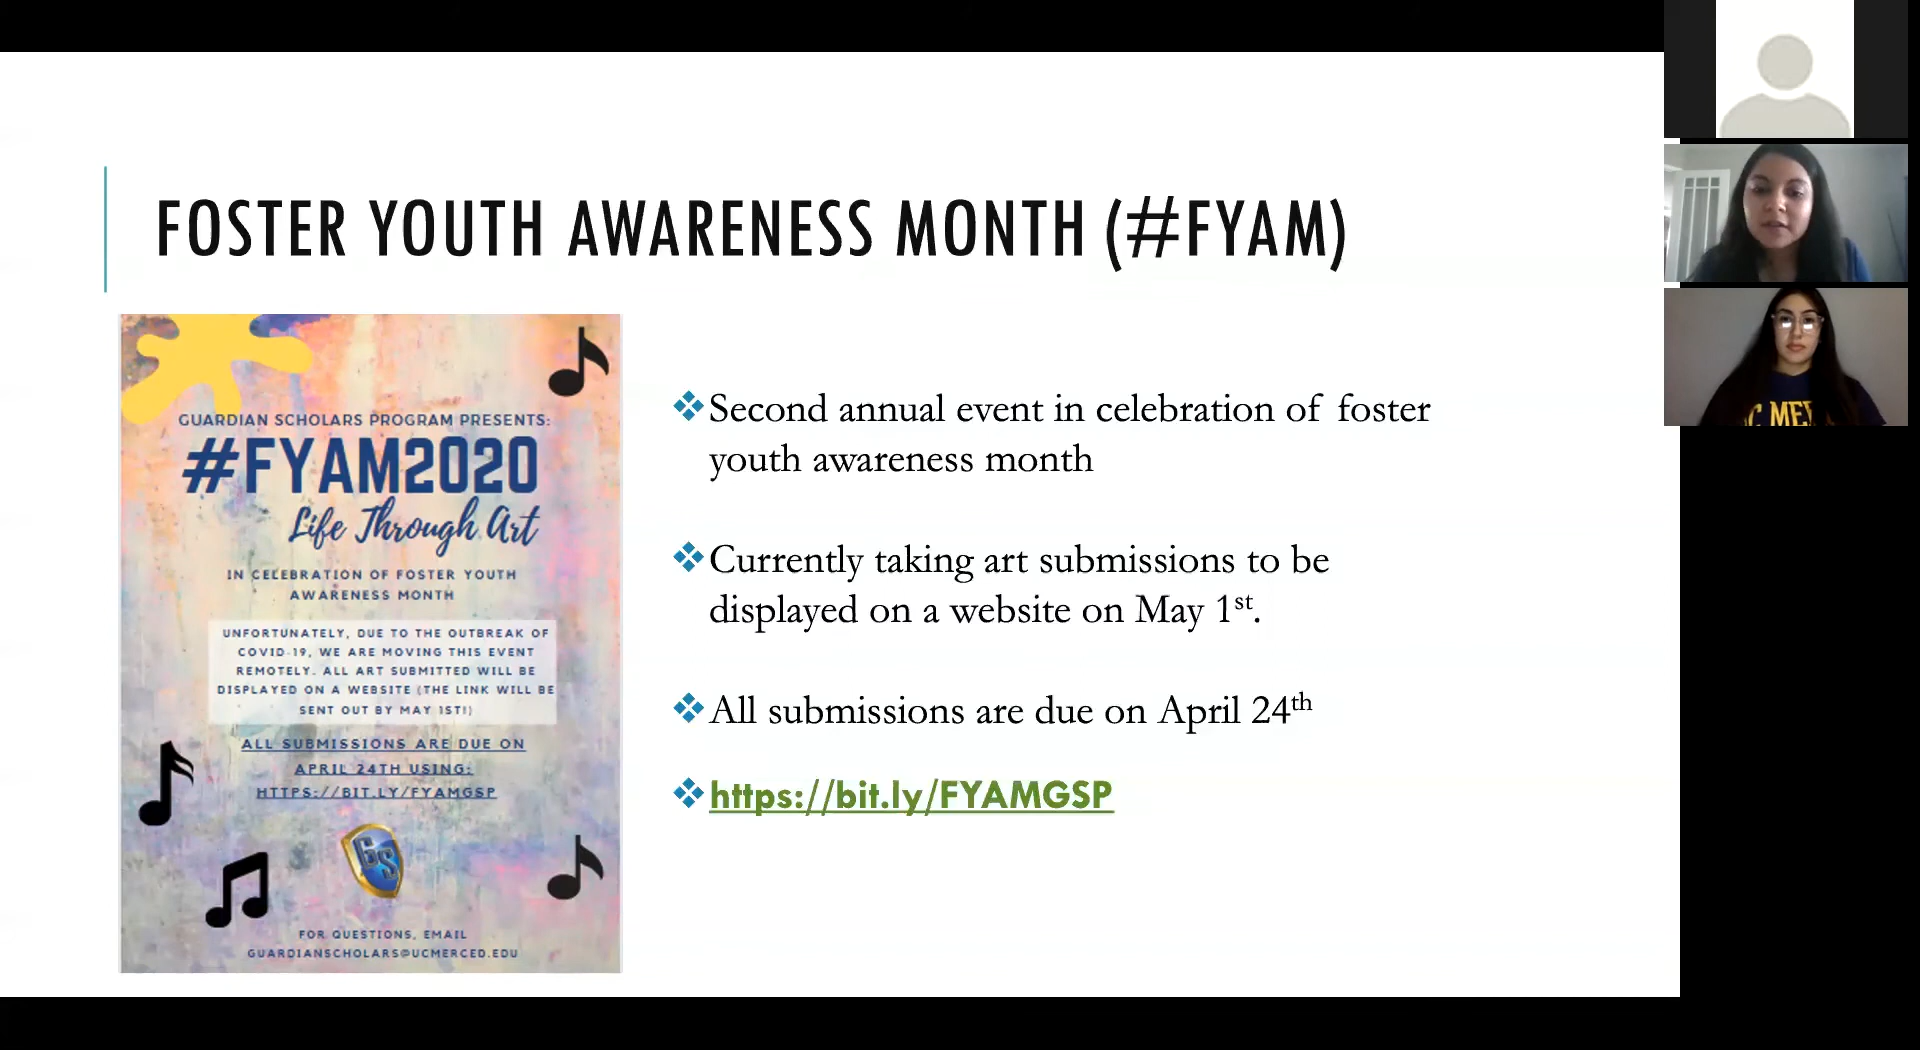 FOSTER YOUTH AWARENESS MONTH (#FYAM)
GUARDIAN SCHOLARS PROGRAM PRESENTS:
#FYAM2020
Life Through Art
IN CELEBRATION OF FOSTER YOUTH
AWARENESS MONTH
UNFORTUNATELY, DUE TO THE OUTBREAK OF
COVID-19, WE ARE MOVING THIS EVENT
REMOTELY. ALL ART SUBMITTED WILL BE
DISPLAYED ON A WEBSITE (THE LINK WILL BE
SENT OUT BY MAY 1ST!)
ALL SUBMISSIONS ARE DUE ON
APRIL 24TH USING:
HTTPS://BIT.LY/FYAMGSP
GS
FOR QUESTIONS, EMAIL
GUARDIANSCHOLARS@UCMERCED.EDU
Second annual event in celebration of foster
youth awareness month
Currently taking art submissions to be
displayed on a website on May 1st.
All submissions are due on April 24th
https://bit.ly/FYAMGSP